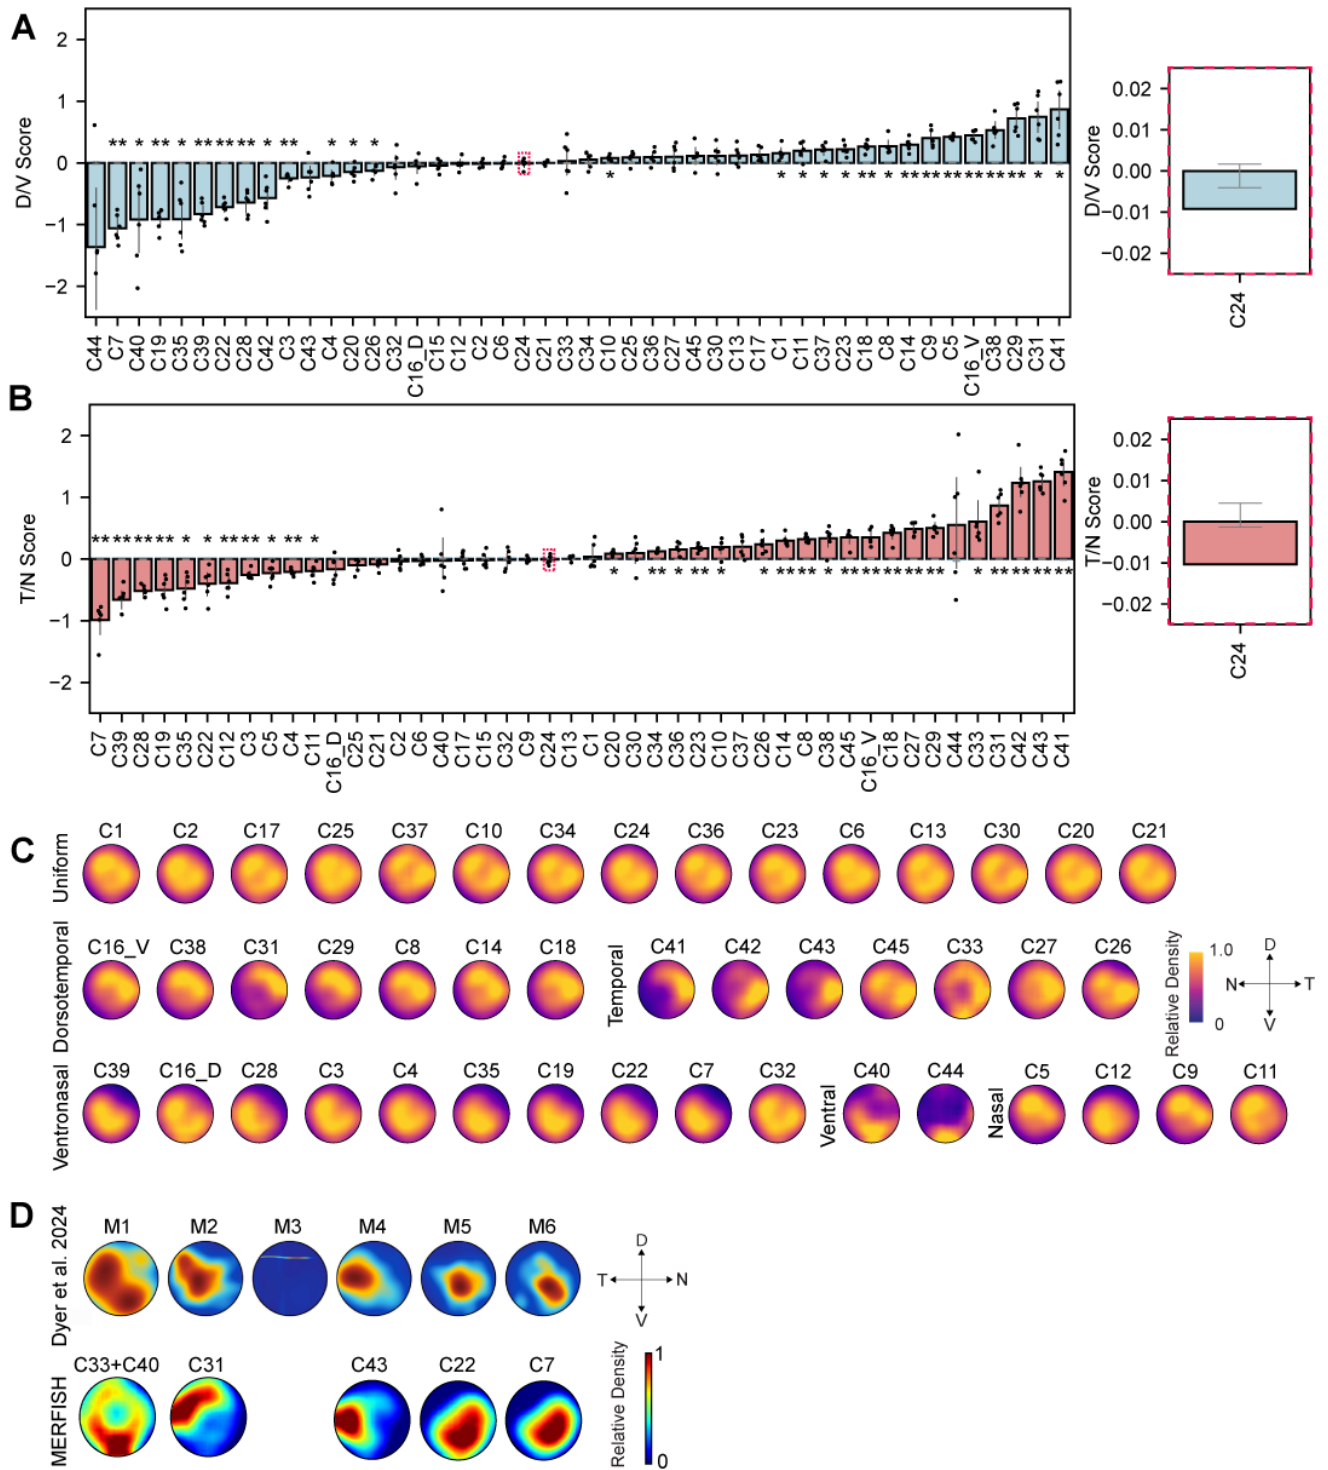 A
D/V Score
2
1
0
−1
−2
** * ** * ** ** ** * ** * * *
* * * * ** * ** ** ** ** ** ** * *
C44 C7 C40 C19 C35 C39 C22 C28 C42 C3 C43 C4 C20 C26 C32 C16_D C15 C12 C2 C6 C24 C21 C33 C34 C10 C25 C36 C27 C45 C30 C13 C17 C1 C11 C37 C23 C18 C8 C14 C9 C5 C16_V C38 C29 C31 C41
D/V Score
0.02
0.01
0.00
−0.01
−0.02
C24
B
T/N Score
2
1
0
−1
−2
** ** ** ** * * ** ** * ** *
* ** * ** * * ** ** * ** ** ** ** ** * ** ** ** **
C7 C39 C28 C19 C35 C22 C12 C3 C5 C4 C11 C16_D C25 C21 C2 C6 C40 C17 C15 C32 C9 C24 C13 C1 C20 C30 C34 C36 C23 C10 C37 C26 C14 C8 C38 C45 C16_V C18 C27 C29 C44 C33 C31 C42 C43 C41
T/N Score
0.02
0.01
0.00
−0.01
−0.02
C24
C
Uniform
C1 C2 C17 C25 C37 C10 C34 C24 C36 C23 C6 C13 C30 C20 C21
Dorsotemporal
C16_V C38 C31 C29 C8 C14 C18
Temporal
C41 C42 C43 C45 C33 C27 C26
Relative Density
1.0
0
D
N T
V
Ventronasal
C39 C16_D C28 C3 C4 C35 C19 C22 C7 C32
Ventral
C40 C44
Nasal
C5 C12 C9 C11
D
Dyer et al. 2024
M1 M2 M3 M4 M5 M6
D
T N
V
MERFISH
C33+C40 C31 C43 C22 C7
Relative Density
1
0